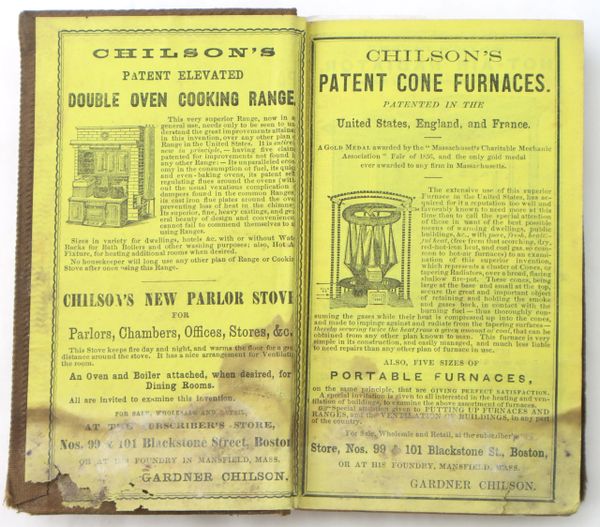 CHILSON'S
PATENT ELEVATED
DOUBLE OVEN COOKING RANGE,
This very superior Range, now in
general use, needs only to be seen to
derstand the great improvements
in this invention, over any other plan
Range in the United States. It is
new in principle,—having five
patented for improvements not found
any other Range:—Its unparalleled
omy in the consumption of fuel, its quick
and even baking ovens, its patent
regulating flues around the ovens
out the usual vexatious complication
dampers found in the common Ranges,
its cast iron flue plates around the
preventing loss of heat in the
Its superior, fine, heavy castings, and
eral beauty of design and convenience
cannot fail to commend themselves to
using Ranges.
Sizes in variety for dwellings, hotels &c. with or without
Backs for Bath Boilers and other washing purposes; also,
Fixture, for heating additional rooms when desired.
No housekeeper will long use any other plan of Range or
Stove after once using this Range.
CHILSON'S NEW PARLOR STOVE
FOR
Parlors, Chambers, Offices, Stores, &c.
This Stove keeps fire day and night, and warms the floor for a
distance around the stove. It has a nice arrangement for
the room.
An Oven and Boiler attached, when desired, for
Dining Rooms.
All are invited to examine this invention.
FOR SALE, WHOLESALE AND RETAIL,
AT THE SUBSCRIBER'S STORE,
Nos. 99 & 101 Blackstone Street, Boston
OR AT HIS FOUNDRY IN MANSFIELD, MASS.
GARDNER CHILSON.
CHILSON'S
PATENT CONE FURNACES.
PATENTED IN THE
United States, England, and France.
A GOLD MEDAL awarded by the "Massachusetts Charitable Mechanic
Association" Fair of 1856, and the only gold medal
ever awarded to any firm in Massachusetts.
The extensive use of this superior
Furnace in the United States, has ac-
quired for it a reputation too well and
favorably known to need more at this
time than to call the special attention
of those in want of the best possible
means of warming dwellings, public
buildings, &c., with pure, fresh, health-
ful heat, (free from that scorching, dry,
red-hot-iron heat, and coal gas, so com-
mon to hot-air furnaces) to an examin-
ation of this superior invention,
which represents a cluster of Cones, or
tapering Radiators, over a broad, flaring
shallow fire-pot. These cones, being
large at the base and small at the top,
secure the great and important object
of retaining and holding the smoke
and gases back, in contact with the
burning fuel—thus thoroughly con-
suming the gases while their heat is compressed up into the cones,
and made to impinge against and radiate from the tapering surfaces—
thereby securing twice the heat from a given amount of coal, that can be
obtained from any other plan known to man. This furnace is very
simple in its construction, and easily managed, and much less liable
to need repairs than any other plan of furnace in use.
ALSO, FIVE SIZES OF
PORTABLE FURNACES,
on the same principle, that are GIVING PERFECT SATISFACTION.
A special invitation is given to all interested in the heating and ven-
tilation of buildings, to examine the above assortment of furnaces.
Special attention given to PUTTING UP FURNACES AND
RANGES, and the VENTILATION OF BUILDINGS, in any part
of the country.
For Sale, Wholesale and Retail, at the subscriber's
Store, Nos. 99 & 101 Blackstone St., Boston,
OR AT HIS FOUNDRY, MANSFIELD, MASS.
GARDNER CHILSON.